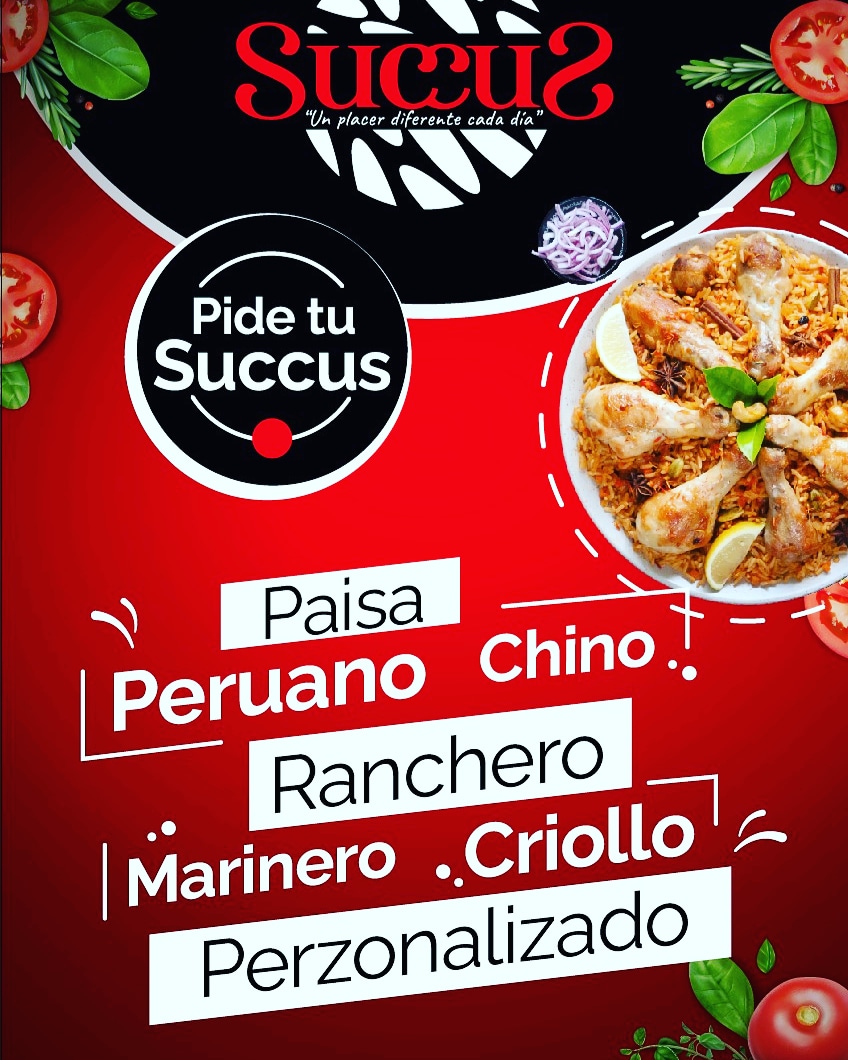 Succus
“Un placer diferente cada día”
Pide tu
Succus
Paisa
Peruano Chino
Ranchero
Marinero Criollo
Perzonalizado